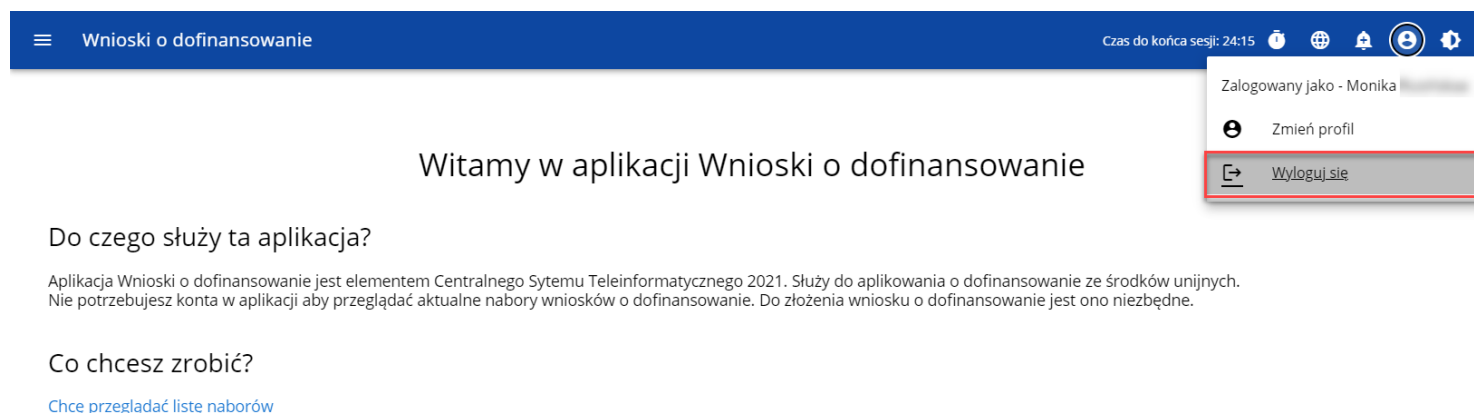 Wnioski o dofinansowanie
Czas do końca sesji: 24:15
Zalogowany jako - Monika
Zmień profil
Wyloguj się
Witamy w aplikacji Wnioski o dofinansowanie
Do czego służy ta aplikacja?
Aplikacja Wnioski o dofinansowanie jest elementem Centralnego Sytemu Teleinformatycznego 2021. Służy do aplikowania o dofinansowanie ze środków unijnych.
Nie potrzebujesz konta w aplikacji aby przeglądać aktualne nabory wniosków o dofinansowanie. Do złożenia wniosku o dofinansowanie jest ono niezbędne.
Co chcesz zrobić?
Chcę przeglądać listę naborów